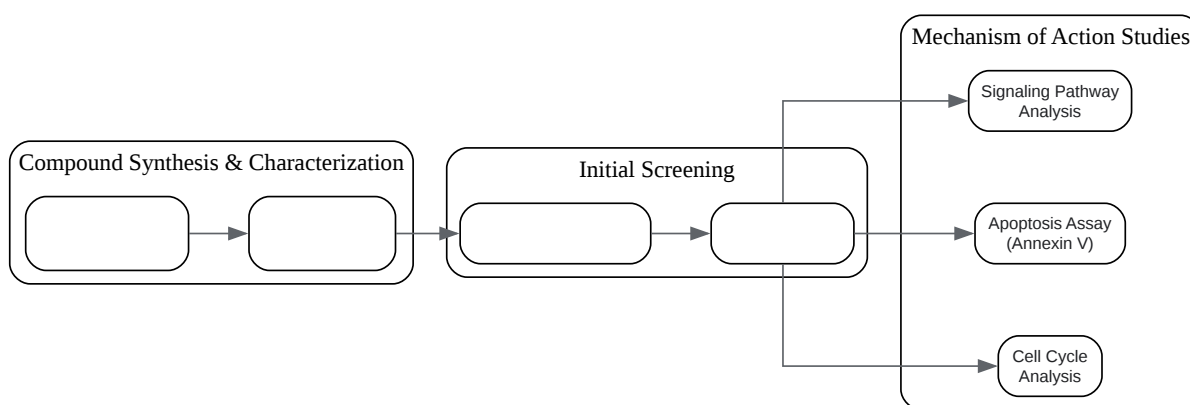 Mechanism of Action Studies
Signaling Pathway
Analysis
Compound Synthesis & Characterization
Initial Screening
Apoptosis Assay
(Annexin V)
Cell Cycle
Analysis